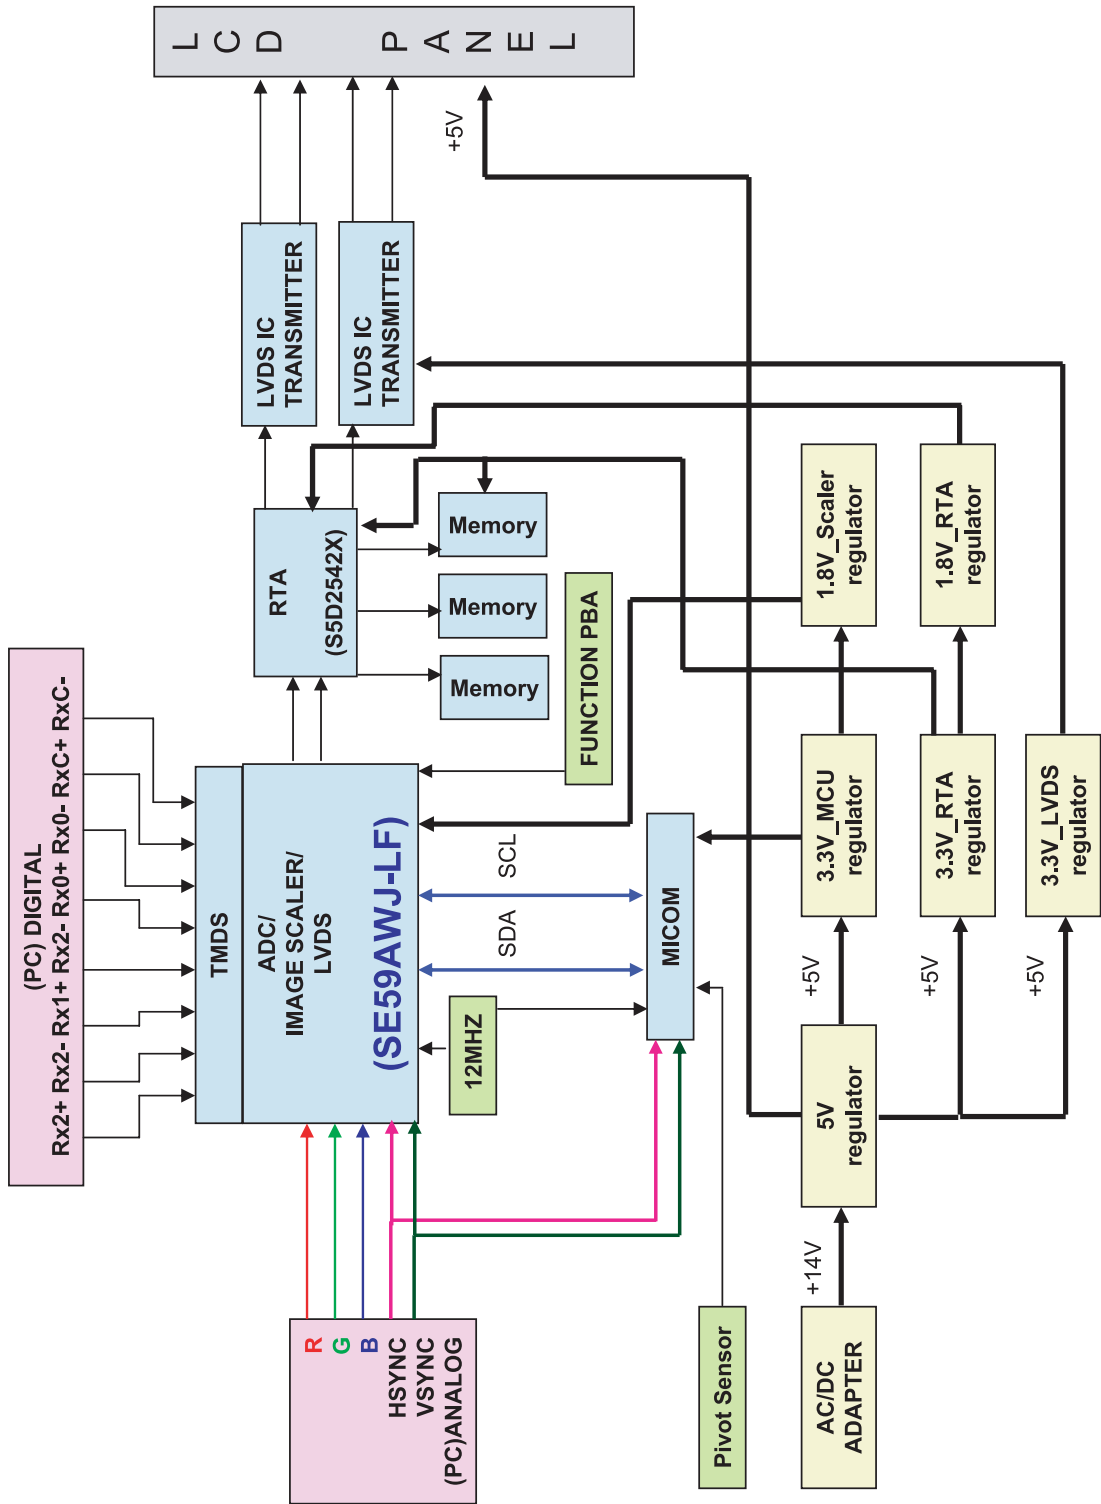 (PC) DIGITAL
Rx2+ Rx2- Rx1+ Rx2- Rx0+ Rx0- RxC+ RxC-
TMDS
ADC/
IMAGE SCALER/
LVDS
(SE59AWJ-LF)
R
G
B
HSYNC
VSYNC
(PC)ANALOG
12MHZ
SDA
SCL
MICOM
Pivot Sensor
FUNCTION PBA
RTA
(S5D2542X)
Memory
Memory
Memory
LVDS IC
TRANSMITTER
LVDS IC
TRANSMITTER
LCD PANEL
+5V
AC/DC
ADAPTER
+14V
5V
regulator
+5V
+5V
+5V
3.3V_MCU
regulator
3.3V_RTA
regulator
3.3V_LVDS
regulator
1.8V_Scaler
regulator
1.8V_RTA
regulator